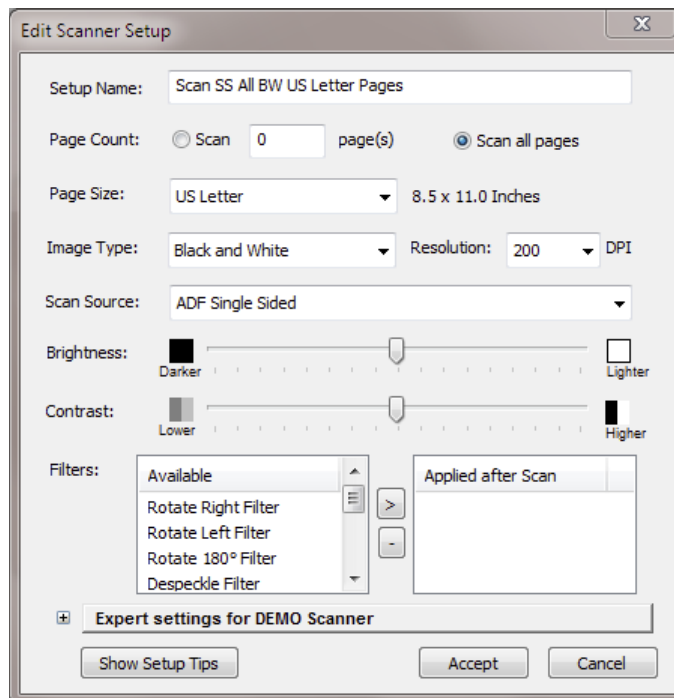 Edit Scanner Setup
Setup Name: Scan SS All BW US Letter Pages
Page Count: Scan 0 page(s) Scan all pages
Page Size: US Letter 8.5 x 11.0 Inches
Image Type: Black and White Resolution: 200 DPI
Scan Source: ADF Single Sided
Brightness:
Darker Lighter
Contrast:
Lower Higher
Filters: Available Applied after Scan
Rotate Right Filter >
Rotate Left Filter
Rotate 180° Filter -
Despeckle Filter
+ Expert settings for DEMO Scanner
Show Setup Tips Accept Cancel